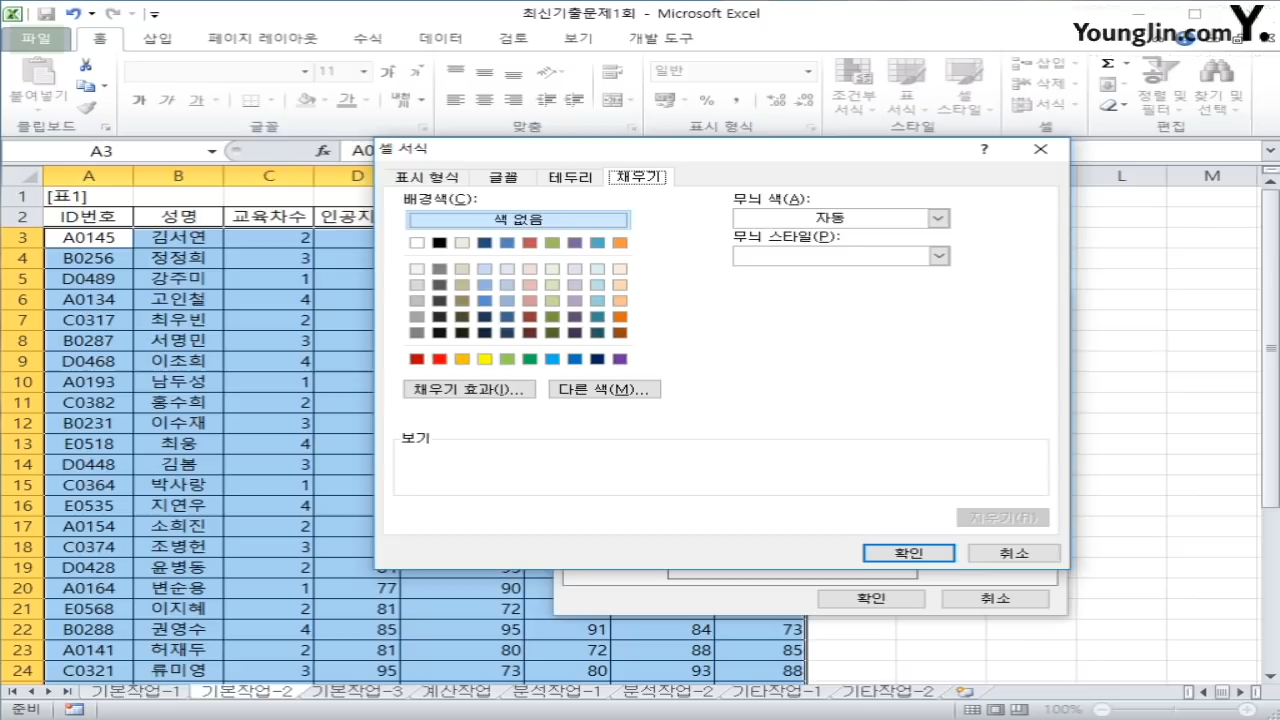 최신기출문제1회 - Microsoft Excel
YoungJin.com Y.
파일 홈 삽입 페이지 레이아웃 수식 데이터 검토 보기 개발 도구
붙여넣기 클립보드
11 가 가 가 글꼴
맞춤
일반 표시 형식
조건부 서식 표 서식 셀 스타일 스타일
삽입 삭제 서식 셀
정렬 및 필터 찾기 및 선택 편집
A3 fx A0
A B C D L M
1 [표1]
2 ID번호 성명 교육차수 인공지
3 A0145 김서연 2
4 B0256 정정희 3
5 D0489 강주미 1
6 A0134 고인철 4
7 C0317 최우빈 2
8 B0287 서명민 3
9 D0468 이조희 4
10 A0193 남두성 1
11 C0382 홍수희 2
12 B0231 이수재 3
13 E0518 최웅 4
14 D0448 김봄 3
15 C0364 박사랑 1
16 E0535 지연우 4
17 A0154 소희진 2
18 C0374 조병헌 3
19 D0428 윤병동 2
20 A0164 변순용 1 77 90
21 E0568 이지혜 2 81 72
22 B0288 권영수 4 85 95 91 84 73
23 A0141 허재두 2 81 80 72 88 85
24 C0321 류미영 3 95 73 80 93 88
셀 서식 ?
표시 형식 글꼴 테두리 채우기
배경색(C):
색 없음
무늬 색(A):
자동
무늬 스타일(P):
채우기 효과(I)... 다른 색(M)...
보기
지우기(R)
확인 취소
확인 취소
기본작업-1 기본작업-2 기본작업-3 계산작업 분석작업-1 분석작업-2 기타작업-1 기타작업-2
준비 100%